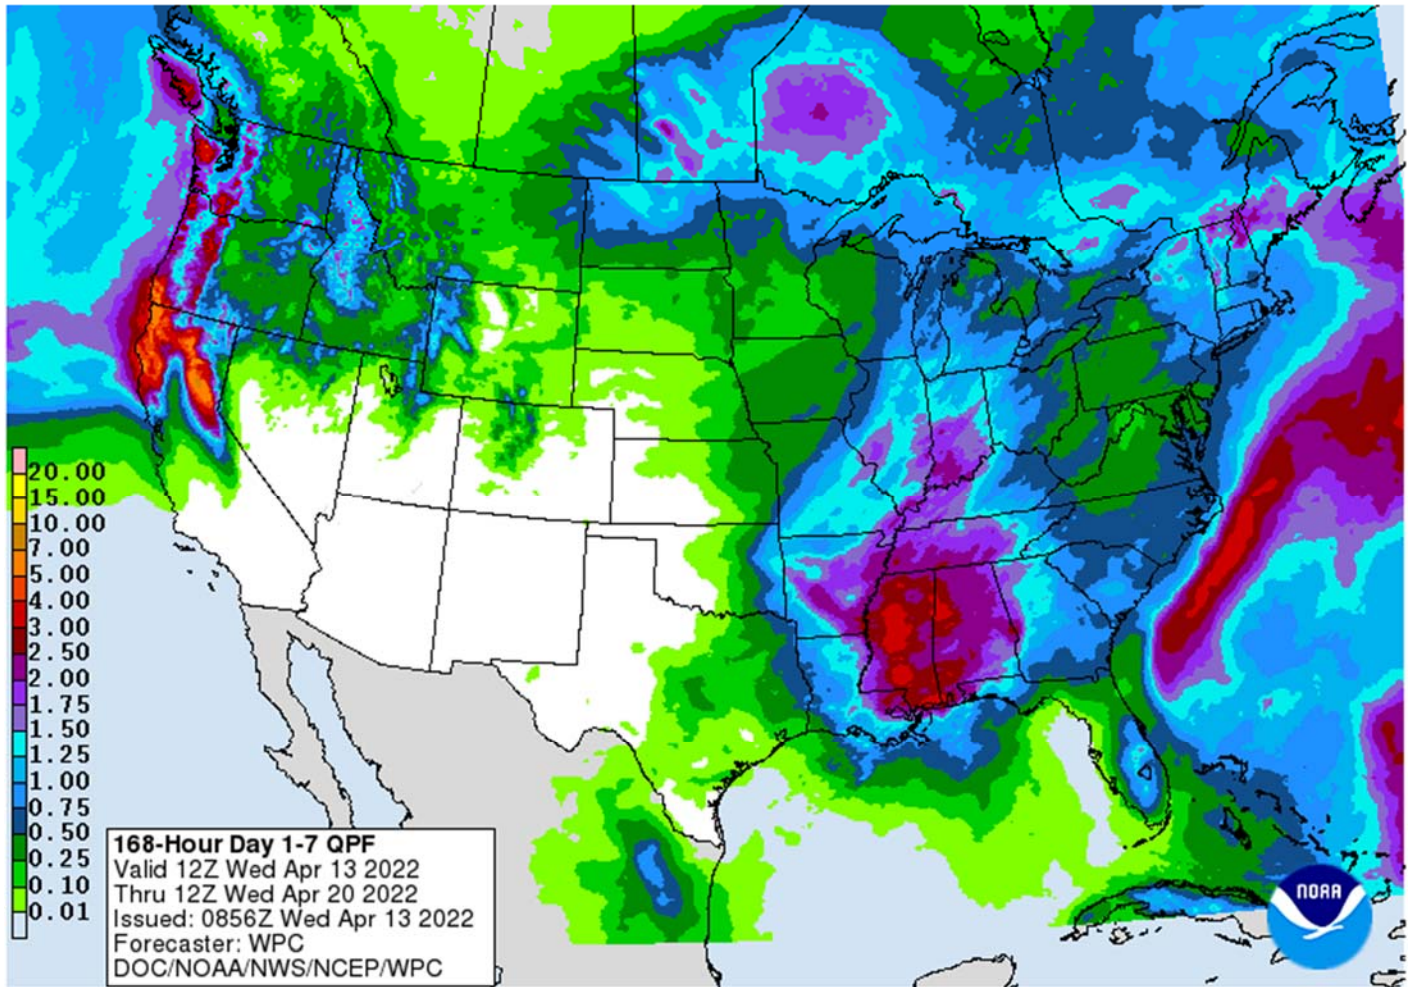 20.00
15.00
10.00
7.00
5.00
4.00
3.00
2.50
2.00
1.75
1.50
1.25
1.00
0.75
0.50
0.25
0.10
0.01
168-Hour Day 1-7 QPF
Valid 12Z Wed Apr 13 2022
Thru 12Z Wed Apr 20 2022
Issued: 0856Z Wed Apr 13 2022
Forecaster: WPC
DOC/NOAA/NWS/NCEP/WPC
NOAA